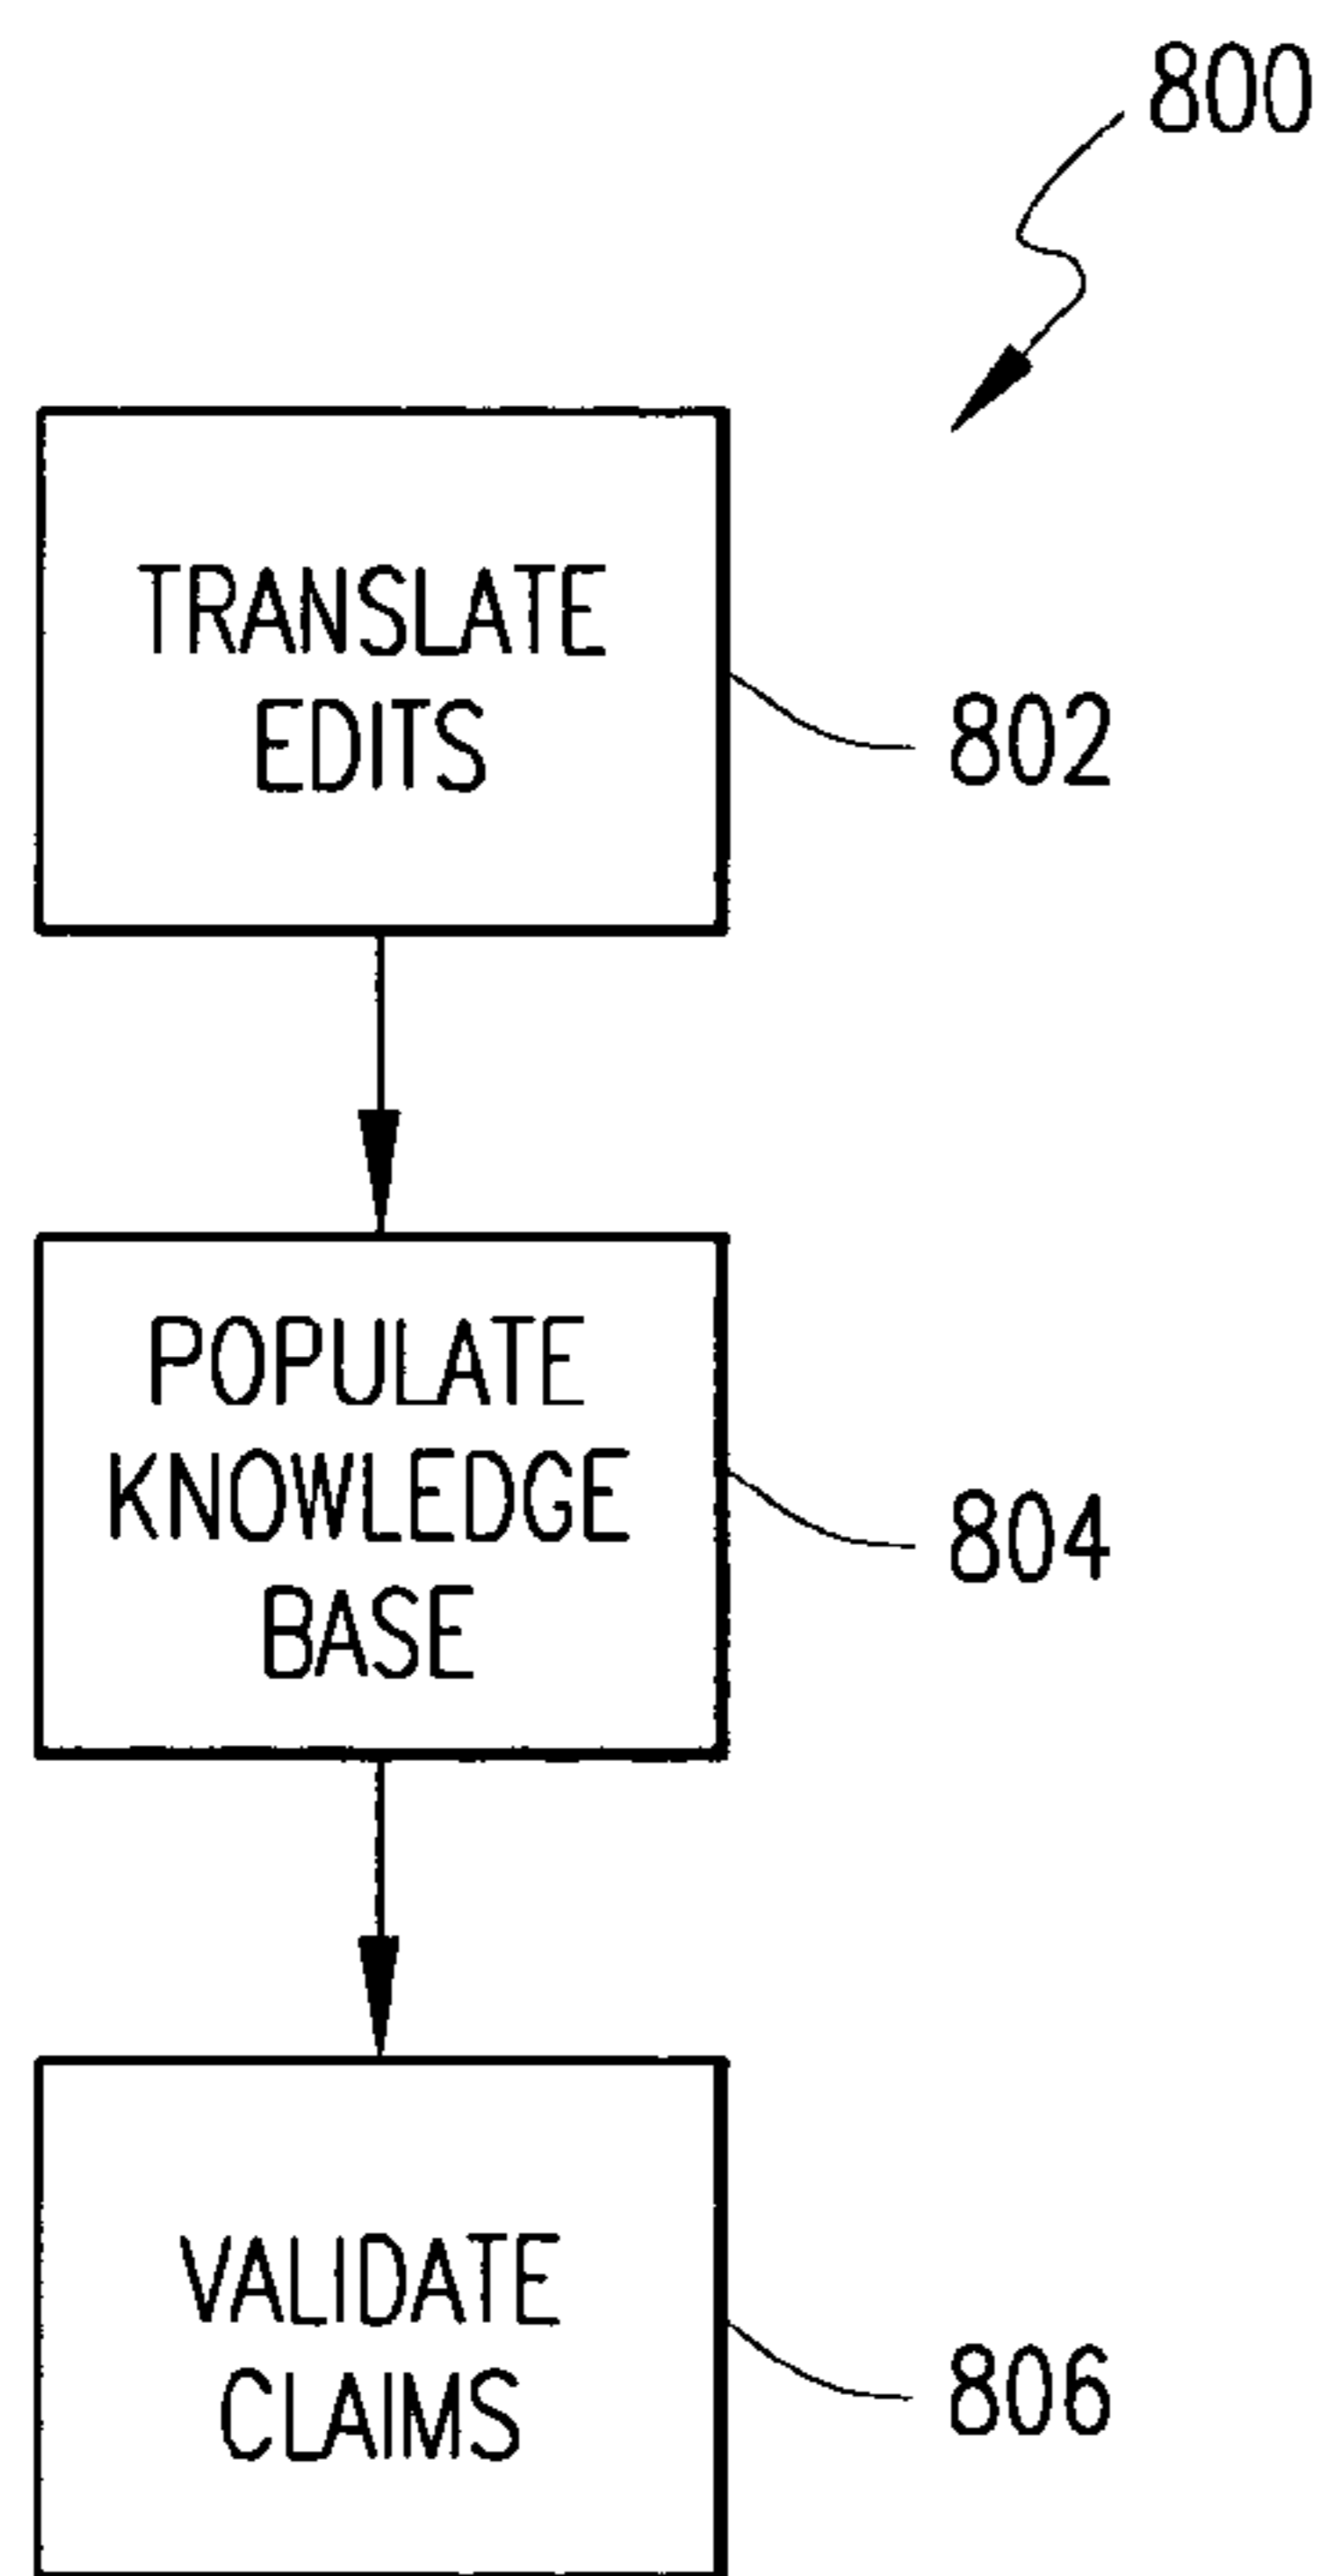 800
TRANSLATE
EDITS
802
POPULATE
KNOWLEDGE
BASE
804
VALIDATE
CLAIMS
806